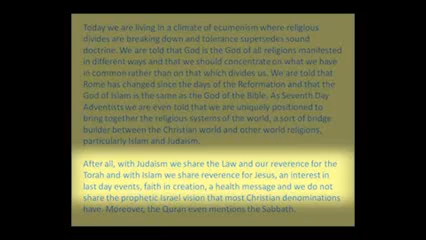 Today we are living in a climate of ecumenism where religious
divides are breaking down and tolerance supersedes sound
doctrine. We are told that God is the God of all religions manifested
in different ways and that we should concentrate on what we have
in common rather than on that which divides us. We are told that
Rome has changed since the days of the Reformation and that the
God of Islam is the same as the God of the Bible. As Seventh Day
Adventists we are even told that we are uniquely positioned to
bring together the religious systems of the world, a sort of bridge
builder between the Christian world and other world religions,
particularly Islam and Judaism.
After all, with Judaism we share the Law and our reverence for the
Torah and with Islam we share reverence for Jesus, an interest in
last day events, faith in creation, a health message and we do not
share the prophetic Israel vision that most Christian denominations
have. Moreover, the Quran even mentions the Sabbath.